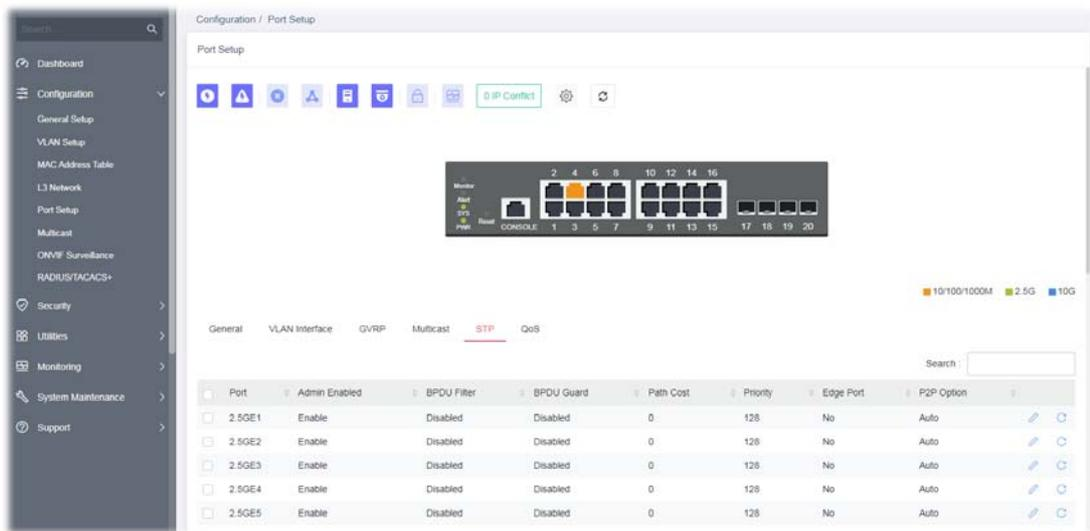 Search...
Configuration / Port Setup
Port Setup
Dashboard
Configuration
General Setup
VLAN Setup
MAC Address Table
L3 Network
Port Setup
Multicast
ONVIF Surveillance
RADIUS/TACACS+
Security
Utilities
Monitoring
System Maintenance
Support
0 IP Conflict
2 4 6 8 10 12 14 16
Monitor
Alert
SYS
PWR
Reset
CONSOLE 1 3 5 7 9 11 13 15 17 18 19 20
10/100/1000M 2.5G 10G
General VLAN Interface GVRP Multicast STP QoS
Search :
Port Admin Enabled BPDU Filter BPDU Guard Path Cost Priority Edge Port P2P Option
2.5GE1 Enable Disabled Disabled 0 128 No Auto
2.5GE2 Enable Disabled Disabled 0 128 No Auto
2.5GE3 Enable Disabled Disabled 0 128 No Auto
2.5GE4 Enable Disabled Disabled 0 128 No Auto
2.5GE5 Enable Disabled Disabled 0 128 No Auto